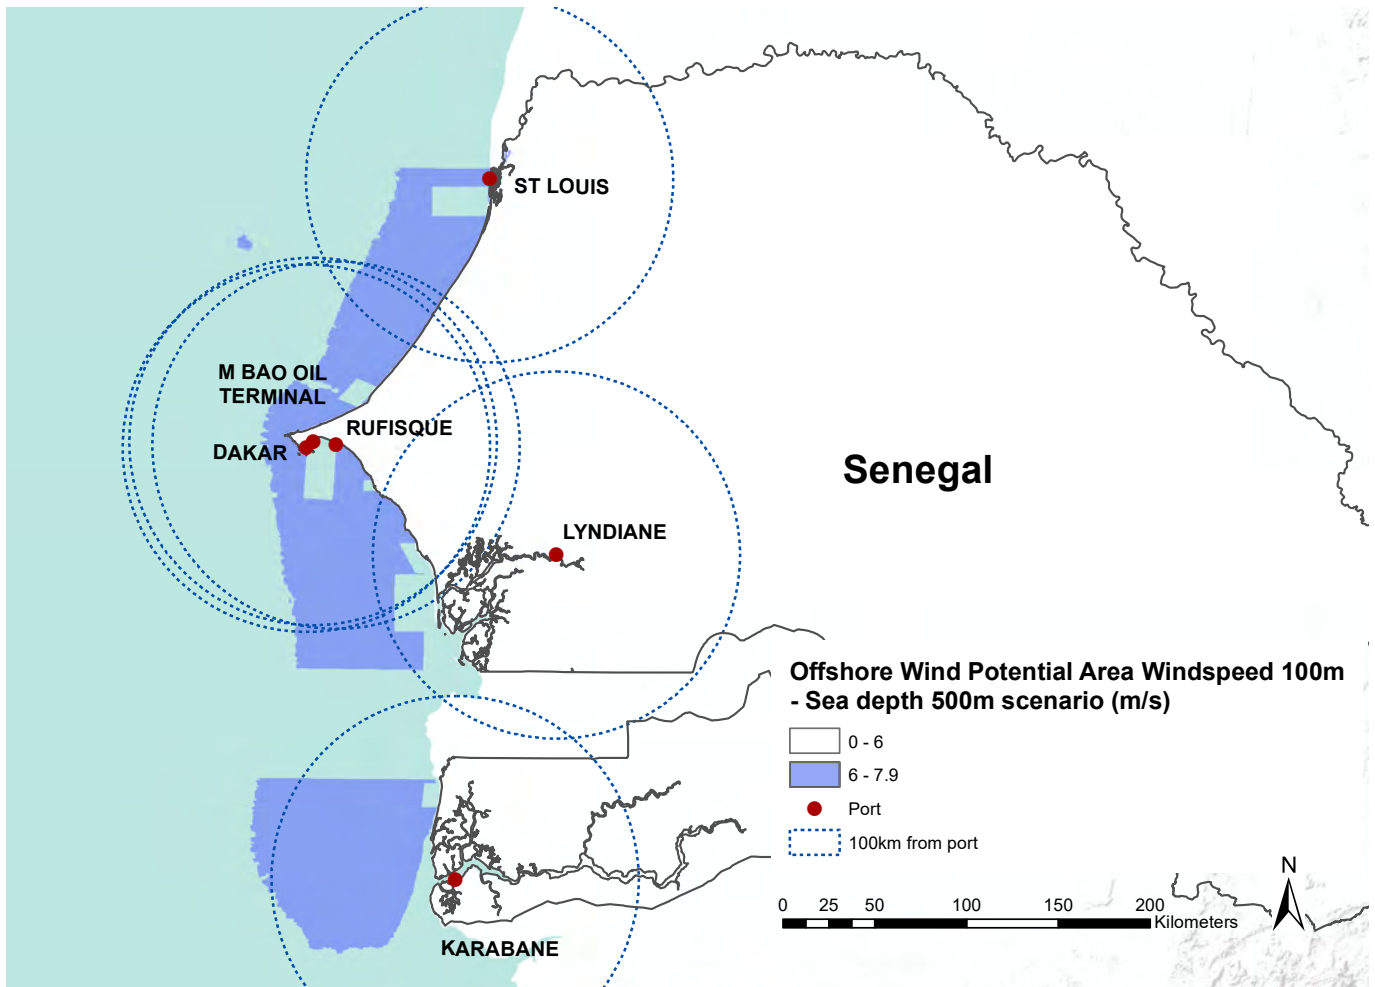 ST LOUIS
M BAO OIL
TERMINAL
RUFISQUE
DAKAR
Senegal
LYNDIANE
KARABANE
Offshore Wind Potential Area Windspeed 100m
- Sea depth 500m scenario (m/s)
0 - 6
6 - 7.9
Port
100km from port
N
0 25 50 100 150 200
Kilometers